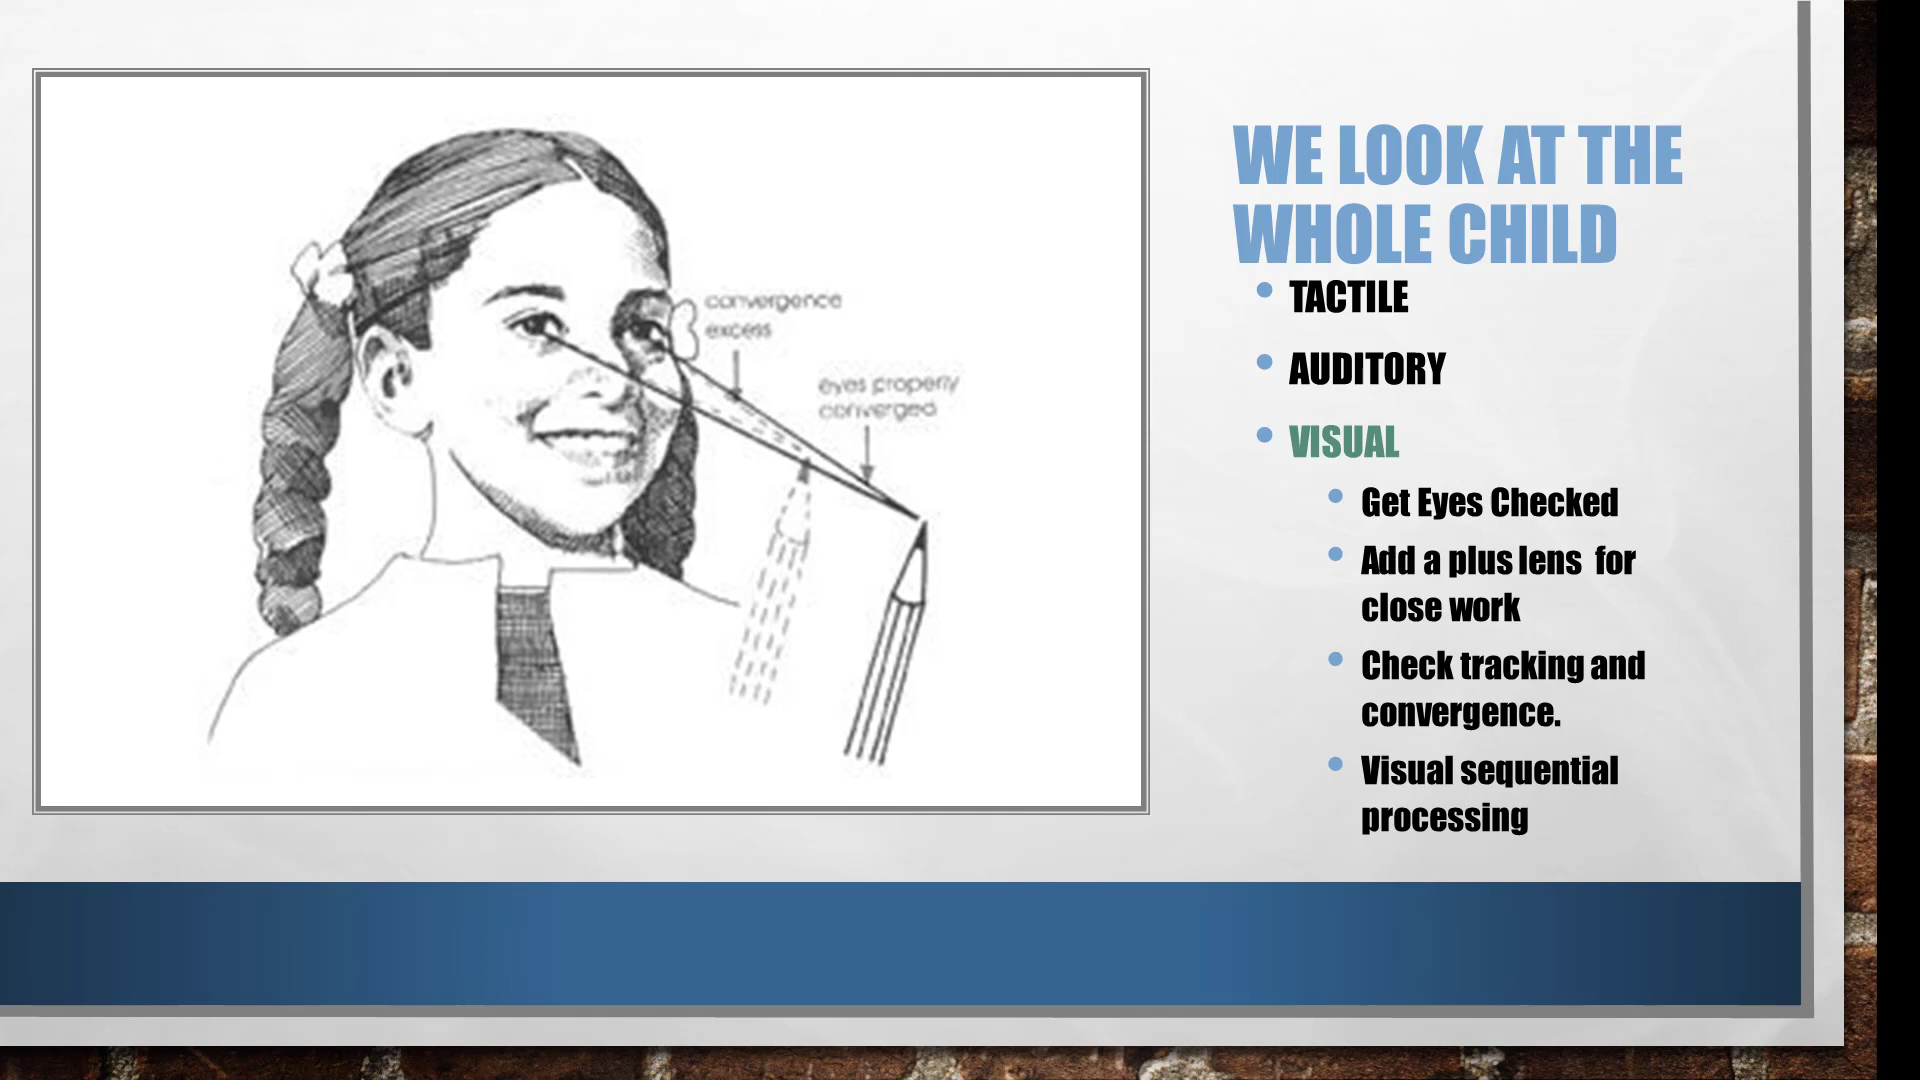 WE LOOK AT THE
WHOLE CHILD
TACTILE
AUDITORY
VISUAL
Get Eyes Checked
Add a plus lens for
close work
Check tracking and
convergence.
Visual sequential
processing
convergence
excess
eyes properly
converged